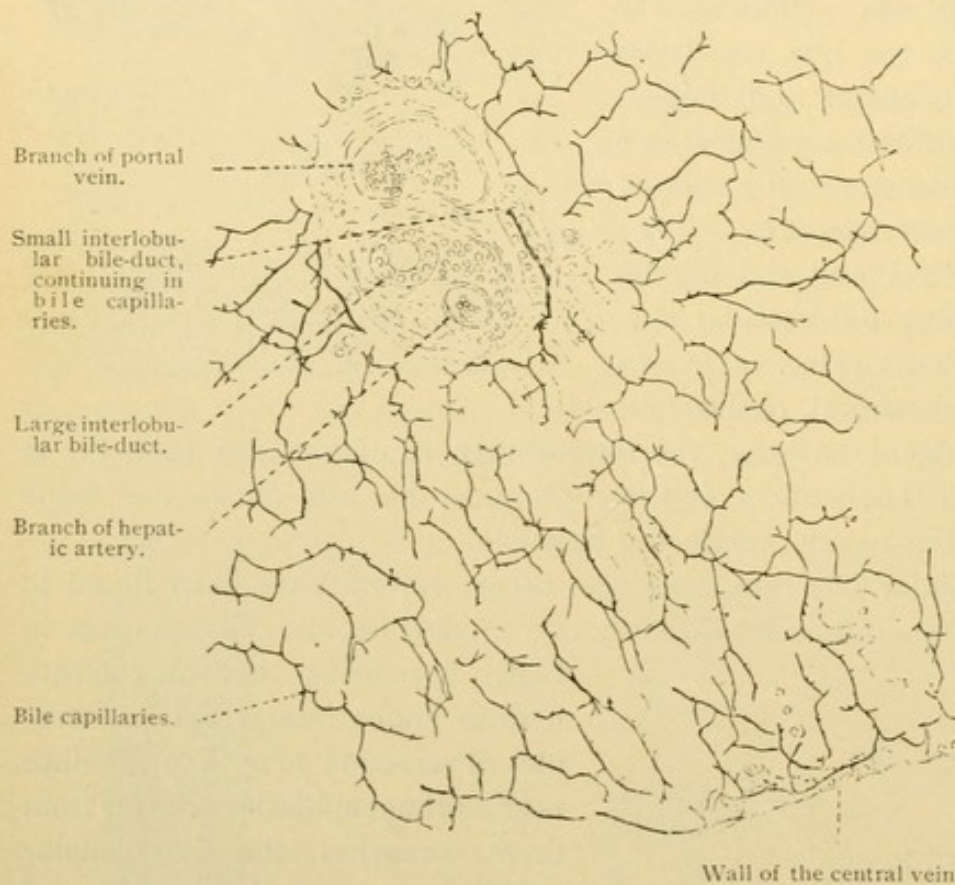 Branch of portal
vein.
Small interlobu-
lar bile-duct,
continuing in
bile capilla-
ries.
Large interlobu-
lar bile-duct.
Branch of hepat-
ic artery.
Bile capillaries.
Wall of the central vein